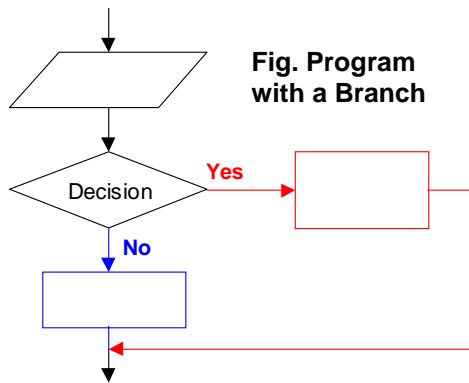 Fig. Program
with a Branch
Decision
Yes
No